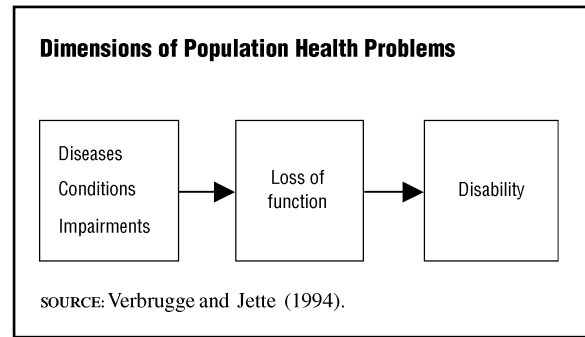 Dimensions of Population Health Problems
Diseases
Conditions
Impairments
Loss of
function
Disability
SOURCE: Verbrugge and Jette (1994).